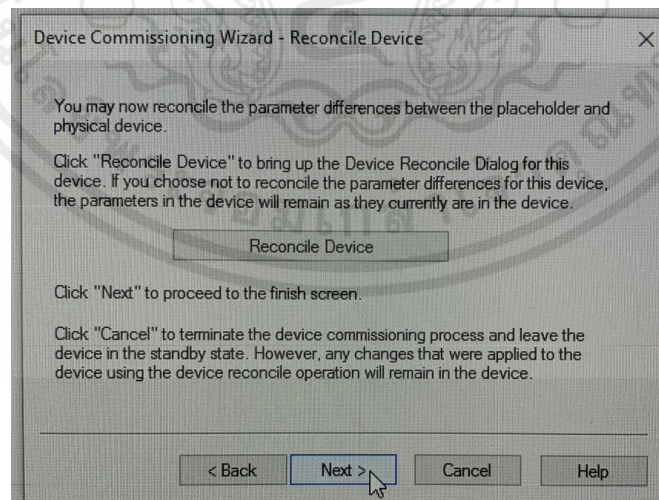 Device Commissioning Wizard - Reconcile Device
You may now reconcile the parameter differences between the placeholder and
physical device.
Click "Reconcile Device" to bring up the Device Reconcile Dialog for this
device. If you choose not to reconcile the parameter differences for this device,
the parameters in the device will remain as they currently are in the device.
Reconcile Device
Click "Next" to proceed to the finish screen.
Click "Cancel" to terminate the device commissioning process and leave the
device in the standby state. However, any changes that were applied to the
device using the device reconcile operation will remain in the device.
< Back
Next >
Cancel
Help